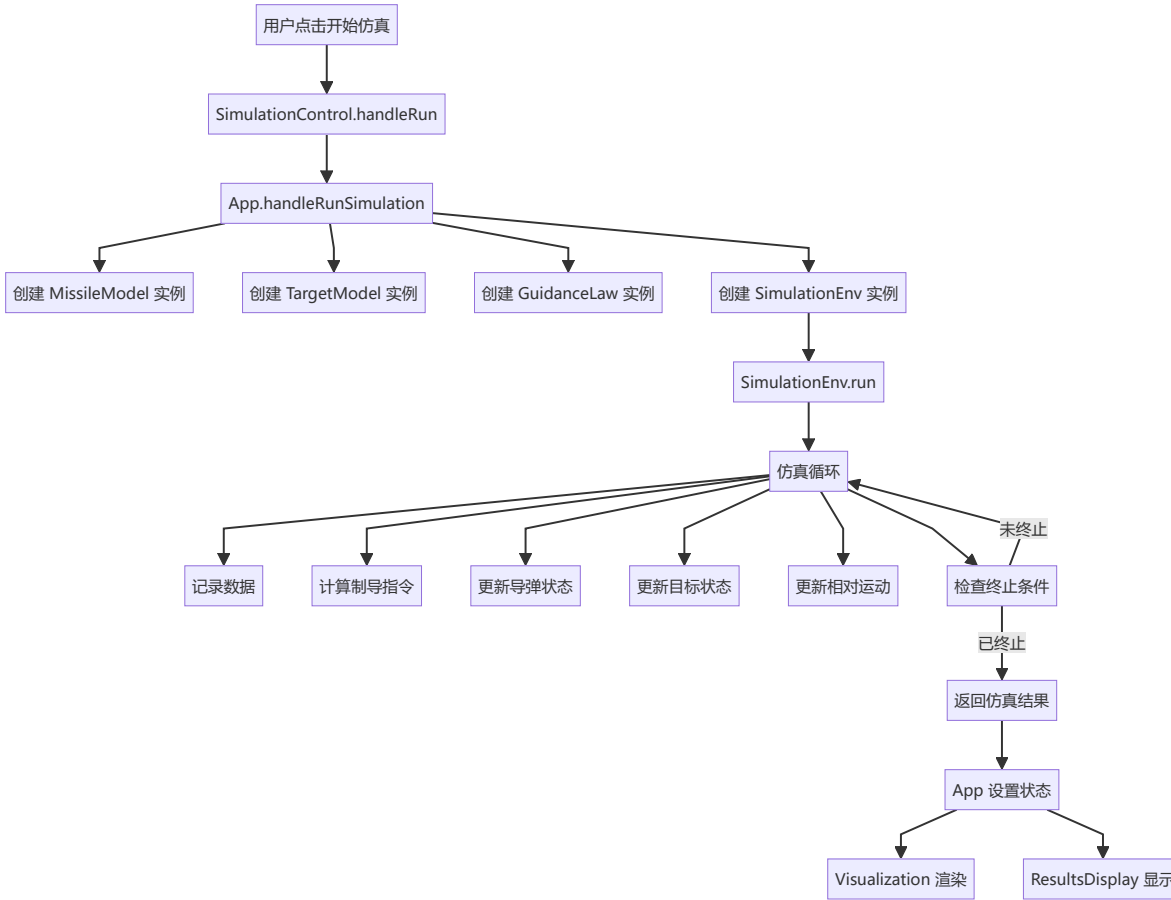 用户点击开始仿真
SimulationControl.handleRun
App.handleRunSimulation
创建 MissileModel 实例
创建 TargetModel 实例
创建 GuidanceLaw 实例
创建 SimulationEnv 实例
SimulationEnv.run
仿真循环
未终止
记录数据
计算制导指令
更新导弹状态
更新目标状态
更新相对运动
检查终止条件
已终止
返回仿真结果
App 设置状态
Visualization 渲染
ResultsDisplay 显示